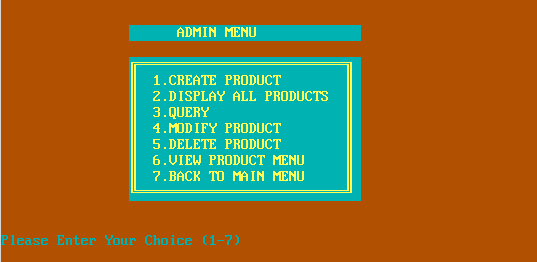 ADMIN MENU
1.CREATE PRODUCT
2.DISPLAY ALL PRODUCTS
3.QUERY
4.MODIFY PRODUCT
5.DELETE PRODUCT
6.VIEW PRODUCT MENU
7.BACK TO MAIN MENU
Please Enter Your Choice (1-7)